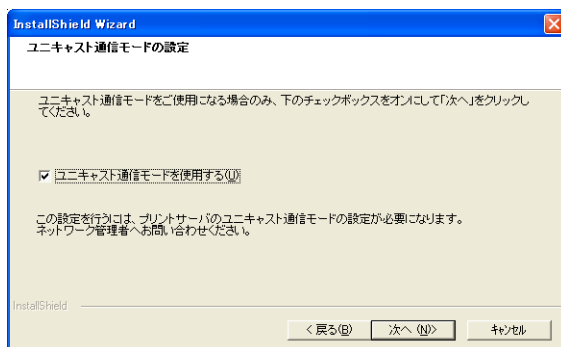 InstallShield Wizard
ユニキャスト通信モードの設定
ユニキャスト通信モードをご使用になる場合のみ、下のチェックボックスをオンにして「次へ」をクリックし
てください。
ユニキャスト通信モードを使用する(U)
この設定を行うには、プリントサーバのユニキャスト通信モードの設定が必要になります。
ネットワーク管理者へお問い合わせください。
InstallShield
< 戻る(B) 次へ (N)> キャンセル